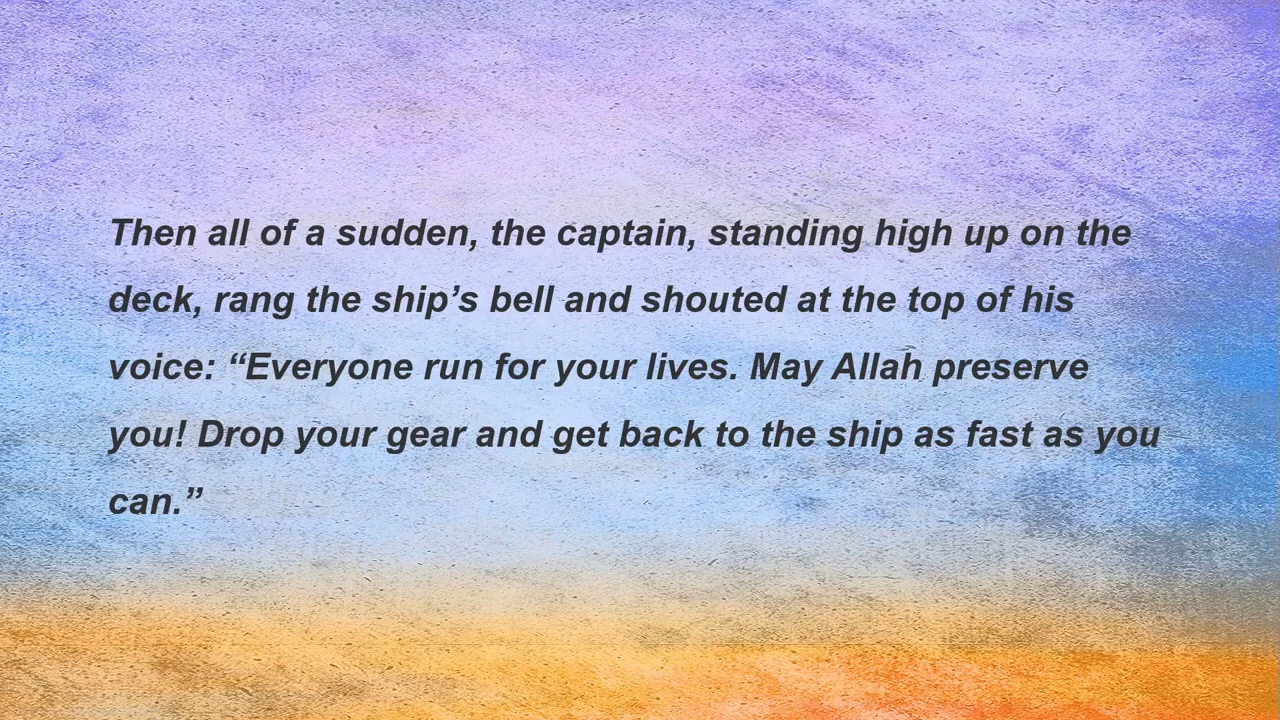 Then all of a sudden, the captain, standing high up on the
deck, rang the ship’s bell and shouted at the top of his
voice: “Everyone run for your lives. May Allah preserve
you! Drop your gear and get back to the ship as fast as you
can.”